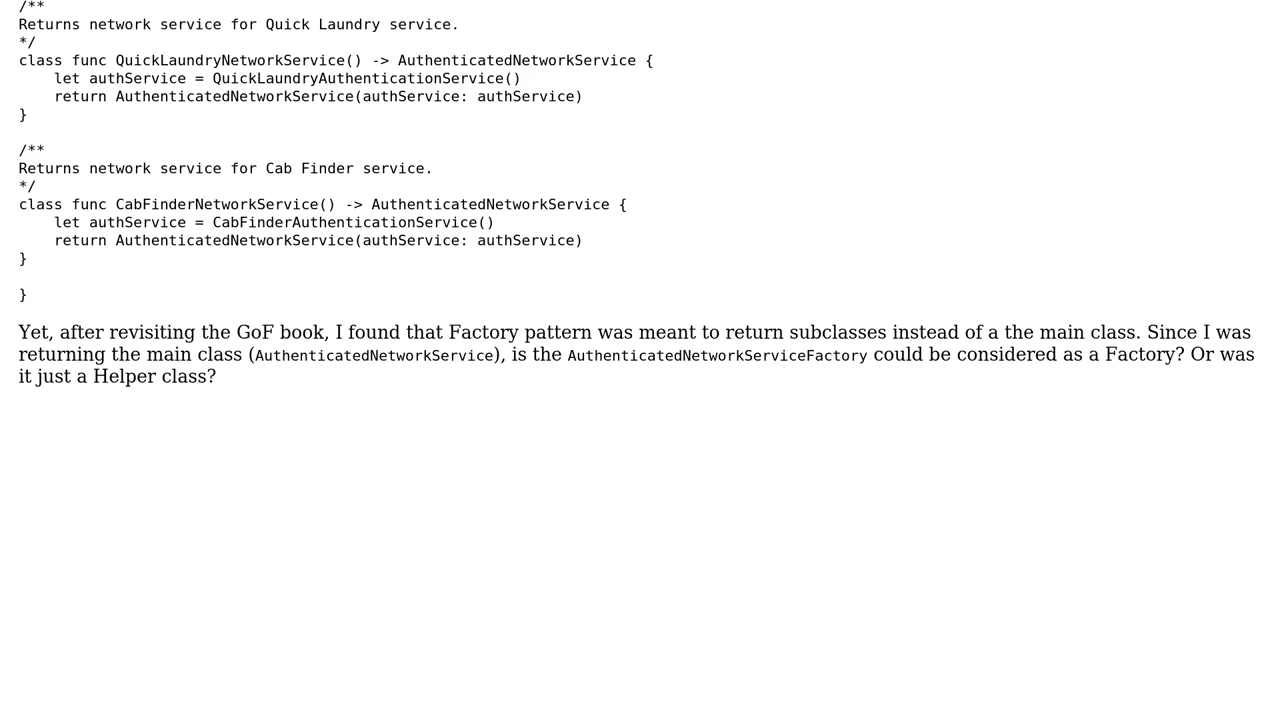 /**
Returns network service for Quick Laundry service.
*/
class func QuickLaundryNetworkService() -> AuthenticatedNetworkService {
    let authService = QuickLaundryAuthenticationService()
    return AuthenticatedNetworkService(authService: authService)
}
/**
Returns network service for Cab Finder service.
*/
class func CabFinderNetworkService() -> AuthenticatedNetworkService {
    let authService = CabFinderAuthenticationService()
    return AuthenticatedNetworkService(authService: authService)
}
}
Yet, after revisiting the GoF book, I found that Factory pattern was meant to return subclasses instead of a the main class. Since I was
returning the main class (AuthenticatedNetworkService), is the AuthenticatedNetworkServiceFactory could be considered as a Factory? Or was
it just a Helper class?